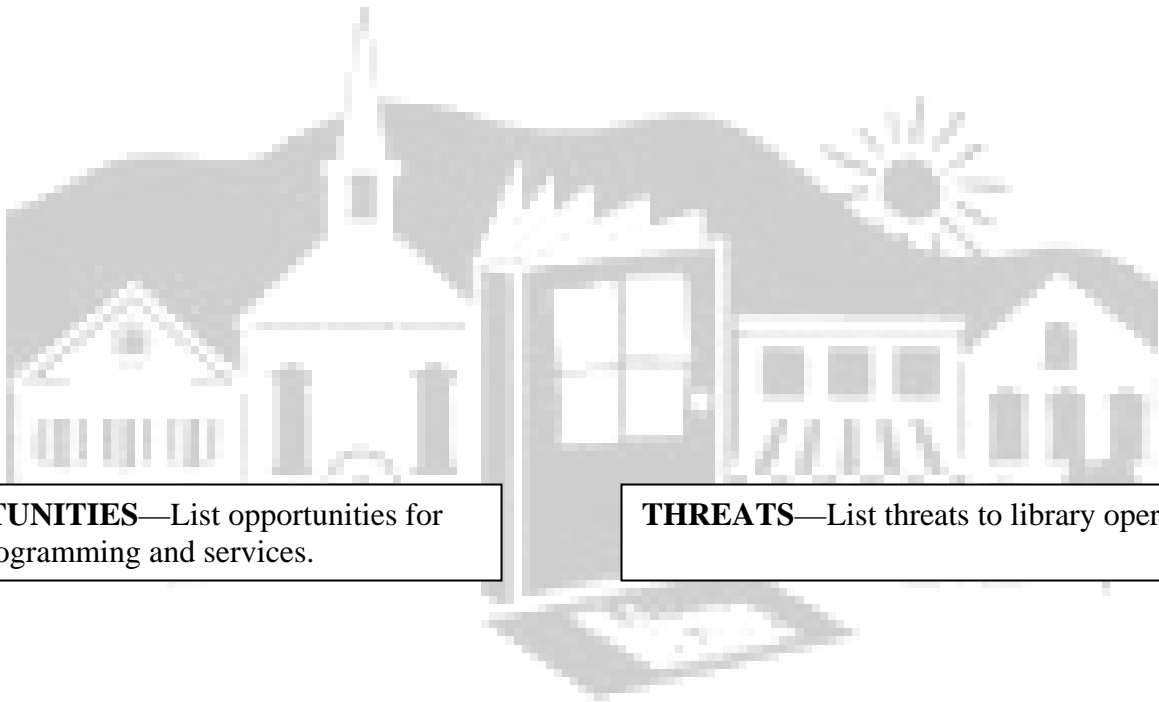 TUNITIES—List opportunities for
ogramming and services.
THREATS—List threats to library oper